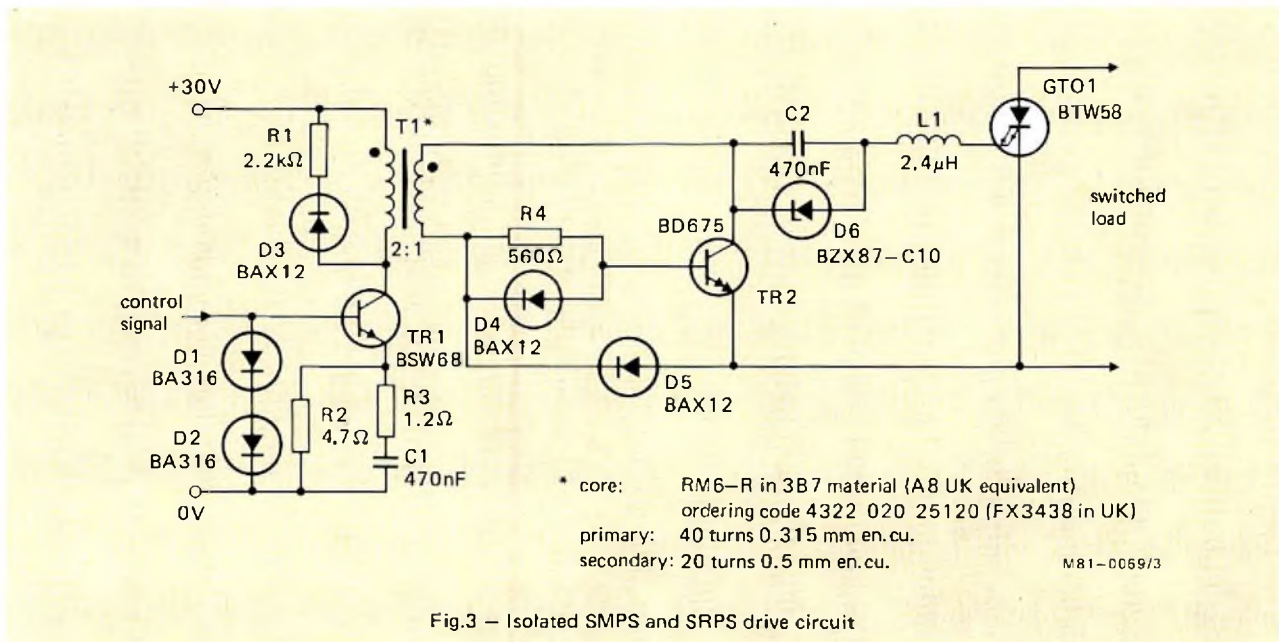 +30V
R1
2.2kΩ
T1*
D3
BAX12
2:1
control
signal
TR1
BSW68
D1
BA316
D2
BA316
R2
4.7Ω
R3
1.2Ω
C1
470nF
0V
R4
560Ω
D4
BAX12
D5
BAX12
BD675
TR2
C2
470nF
D6
BZX87-C10
L1
2,4μH
GTO1
BTW58
switched
load
* core: RM6-R in 3B7 material (A8 UK equivalent)
ordering code 4322 020 25120 (FX3438 in UK)
primary: 40 turns 0.315 mm en.cu.
secondary: 20 turns 0.5 mm en.cu.
M81-0069/3
Fig.3 — Isolated SMPS and SRPS drive circuit